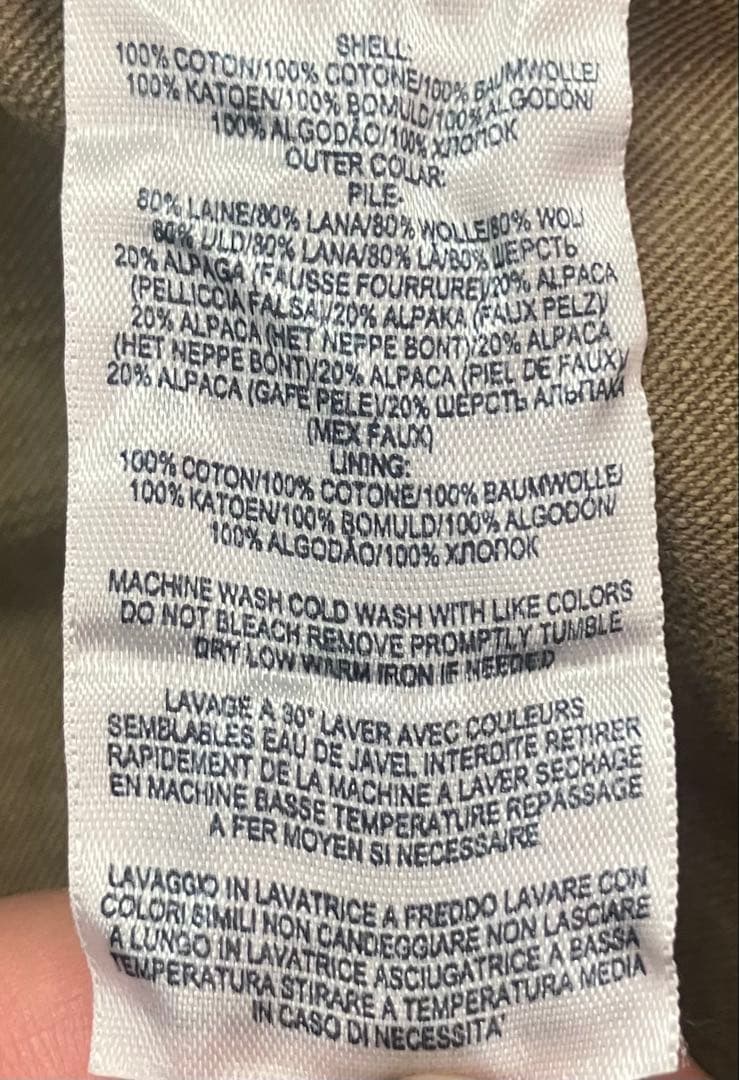 SHELL:
100% COTON/100% COTONE/100% BAUMWOLLE/
100% KATOEN/100% BOMULD/100% ALGODÓN/
100% ALGODÃO/100% ХЛОПОК
OUTER COLLAR:
PILE:
80% LAINE/80% LANA/80% WOLLE/80% WOL/
80% ULD/80% LANA/80% LÃ/80% ШЕРСТЬ
20% ALPAGA (FAUSSE FOURRURE)/20% ALPACA
(PELLICCIA FALSA)/20% ALPAKA (FAUX PELZ)/
20% ALPACA (HET NEPPE BONT)/20% ALPACA
(HET NEPPE BONT)/20% ALPACA (PIEL DE FAUX)/
20% ALPACA (GAFE PELE)/20% ШЕРСТЬ АЛЬПАКА
(МЕХ FAUX)
LINING:
100% COTON/100% COTONE/100% BAUMWOLLE/
100% KATOEN/100% BOMULD/100% ALGODÓN/
100% ALGODÃO/100% ХЛОПОК
MACHINE WASH COLD WASH WITH LIKE COLORS
DO NOT BLEACH REMOVE PROMPTLY TUMBLE
DRY LOW WARM IRON IF NEEDED
LAVAGE A 30° LAVER AVEC COULEURS
SEMBLABLES EAU DE JAVEL INTERDITE RETIRER
RAPIDEMENT DE LA MACHINE A LAVER SECHAGE
EN MACHINE BASSE TEMPERATURE REPASSAGE
A FER MOYEN SI NECESSAIRE
LAVAGGIO IN LAVATRICE A FREDDO LAVARE CON
COLORI SIMILI NON CANDEGGIARE NON LASCIARE
A LUNGO IN LAVATRICE ASCIUGATRICE A BASSA
TEMPERATURA STIRARE A TEMPERATURA MEDIA
IN CASO DI NECESSITA'